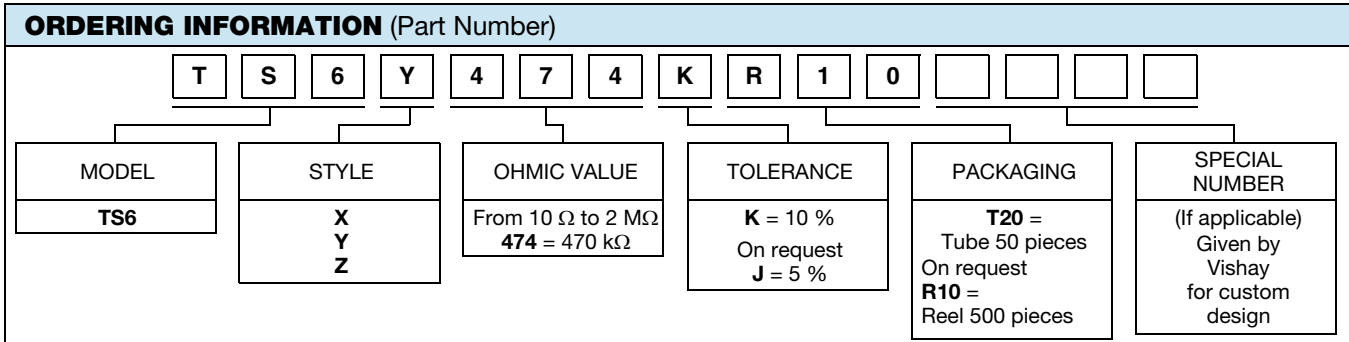 ORDERING INFORMATION (Part Number)
T S 6 Y 4 7 4 K R 1 0
MODEL
TS6
STYLE
X
Y
Z
OHMIC VALUE
From 10 Ω to 2 MΩ
474 = 470 kΩ
TOLERANCE
K = 10 %
On request
J = 5 %
PACKAGING
T20 =
Tube 50 pieces
On request
R10 =
Reel 500 pieces
SPECIAL
NUMBER
(If applicable)
Given by
Vishay
for custom
design